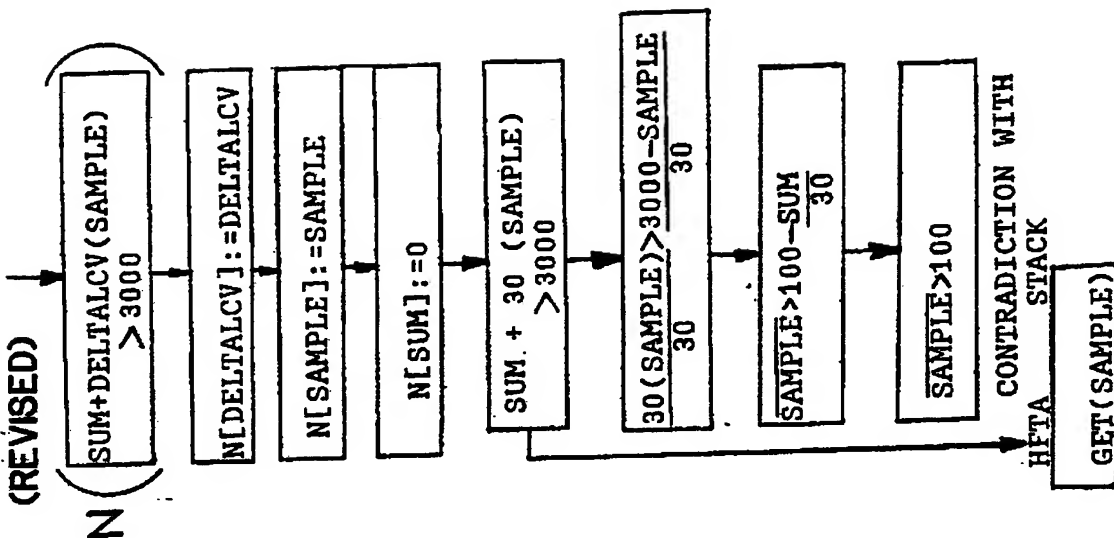 (REVISED)
N
SUM+DELTALCV(SAMPLE)
>3000
N[DELTALCV]:=DELTALCV
N[SAMPLE]:=SAMPLE
N[SUM]:=0
SUM.+ 30 (SAMPLE)
>3000
30(SAMPLE)>3000-SAMPLE
30 30
SAMPLE>100-SUM
30
SAMPLE>100
CONTRADICTION WITH
HFTA STACK
GET(SAMPLE)